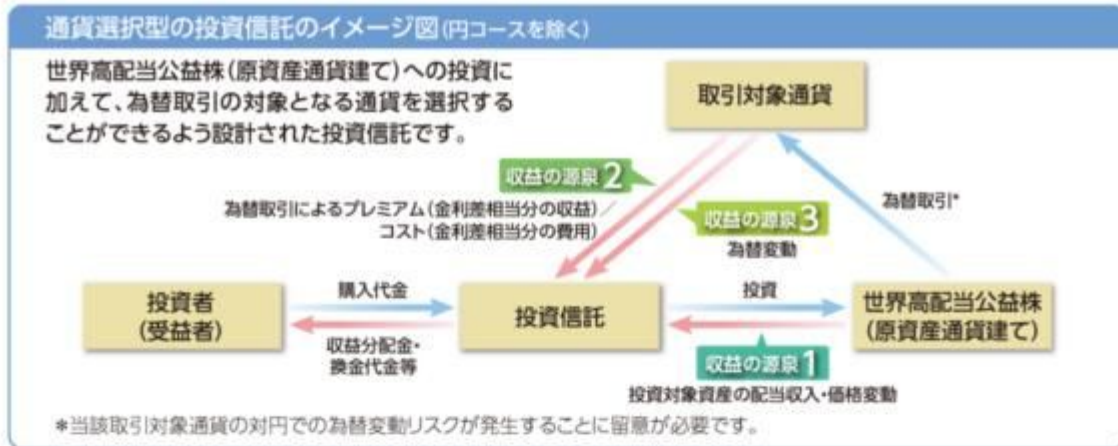 通貨選択型の投資信託のイメージ図(円コースを除く)
世界高配当公益株(原資産通貨建て)への投資に
加えて、為替取引の対象となる通貨を選択する
ことができるよう設計された投資信託です。
取引対象通貨
収益の源泉2
為替取引によるプレミアム(金利差相当分の収益)/
コスト(金利差相当分の費用)
収益の源泉3
為替変動
為替取引*
投資者
(受益者)
購入代金
収益分配金・
換金代金等
投資信託
投資
世界高配当公益株
(原資産通貨建て)
収益の源泉1
投資対象資産の配当収入・価格変動
*当該取引対象通貨の対円での為替変動リスクが発生することに留意が必要です。